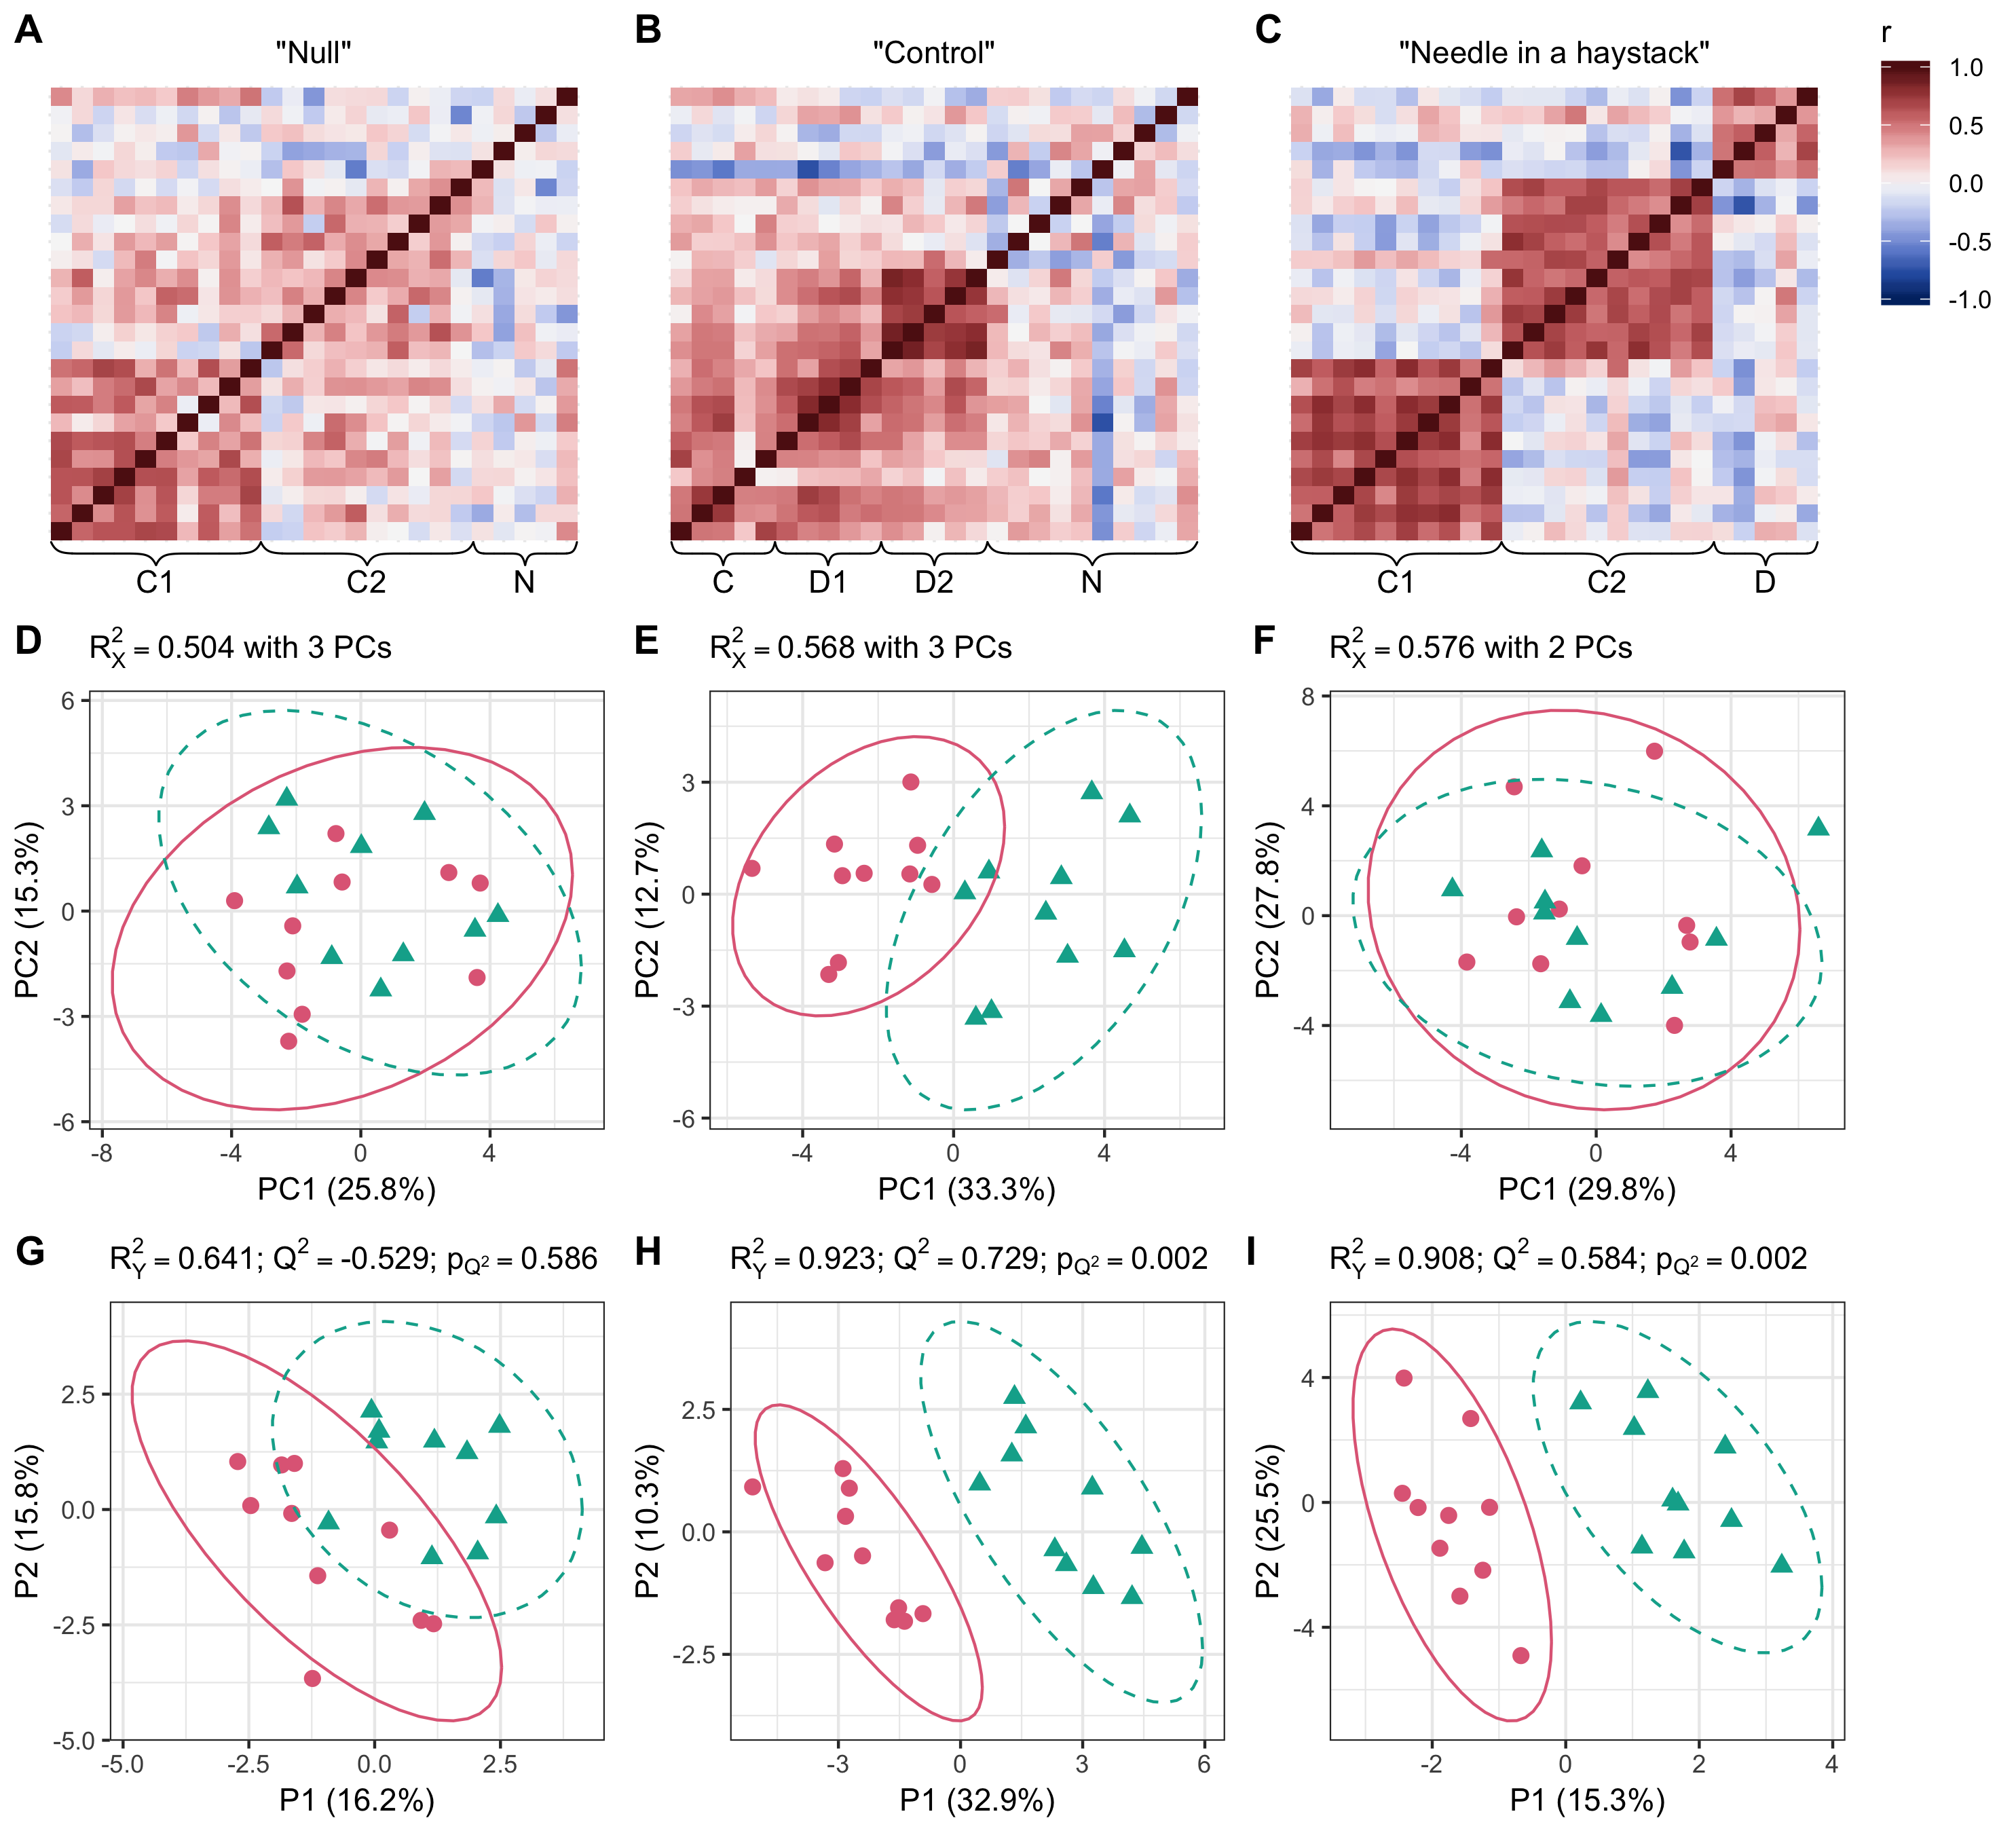 A
"Null"
B
"Control"
C
"Needle in a haystack"
r
1.0
0.5
0.0
-0.5
-1.0
C1
C2
N
C
D1
D2
N
C1
C2
D
D
R²X = 0.504 with 3 PCs
6
3
0
-3
-6
-8
-4
0
4
PC2 (15.3%)
PC1 (25.8%)
E
R²X = 0.568 with 3 PCs
3
0
-3
-6
-4
0
4
PC2 (12.7%)
PC1 (33.3%)
F
R²X = 0.576 with 2 PCs
8
4
0
-4
-4
0
4
PC2 (27.8%)
PC1 (29.8%)
G
R²Y = 0.641; Q² = -0.529; pQ² = 0.586
2.5
0.0
-2.5
-5.0
-5.0
-2.5
0.0
2.5
P2 (15.8%)
P1 (16.2%)
H
R²Y = 0.923; Q² = 0.729; pQ² = 0.002
2.5
0.0
-2.5
-3
0
3
6
P2 (10.3%)
P1 (32.9%)
I
R²Y = 0.908; Q² = 0.584; pQ² = 0.002
4
0
-4
-2
0
2
4
P2 (25.5%)
P1 (15.3%)